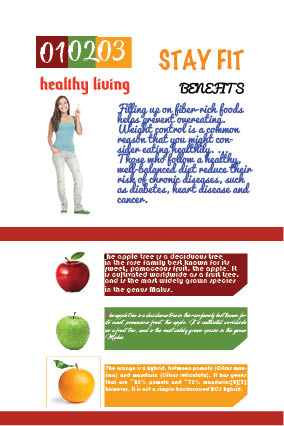 010203
STAY FIT
healthy living
BENEFITS
Filling up on fiber-rich foods
helps prevent overeating.
Weight control is a common
reason that you might con-
sider eating healthily. ...
Those who follow a healthy,
well-balanced diet reduce their
risk of chronic diseases, such
as diabetes, heart disease and
cancer.
The apple tree is a deciduous tree
in the rose family best known for its
sweet, pomaceous fruit, the apple. It
is cultivated worldwide as a fruit tree,
and is the most widely grown species
in the genus Malus.
The apple tree is a deciduous tree in the rose family best known for
its sweet, pomaceous fruit, the apple. It is cultivated worldwide
as a fruit tree, and is the most widely grown species in the genus
Malus.
The orange is a hybrid, between pomelo (Citrus max-
ima) and mandarin (Citrus reticulata). It has genes
that are ~25% pomelo and ~75% mandarin;[2][3]
however, it is not a simple backcrossed BC1 hybrid,